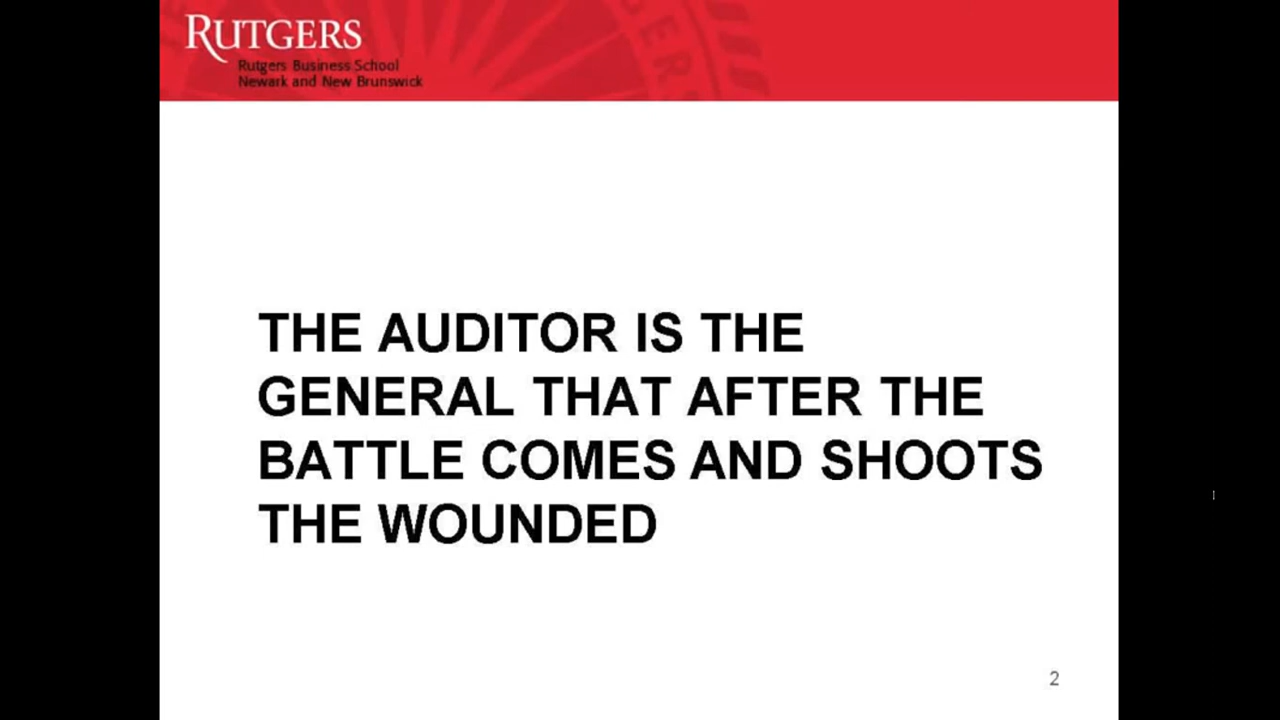 RUTGERS
Rutgers Business School
Newark and New Brunswick
THE AUDITOR IS THE
GENERAL THAT AFTER THE
BATTLE COMES AND SHOOTS
THE WOUNDED
2